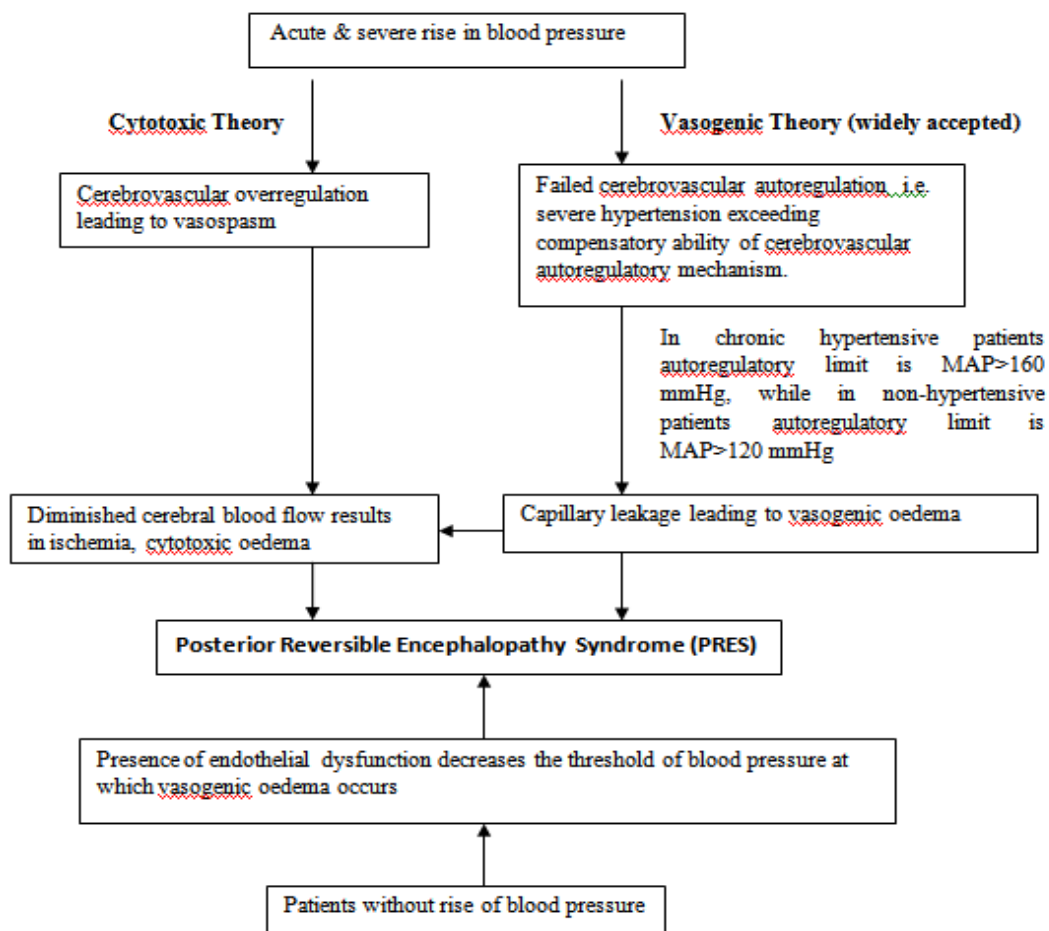 Acute & severe rise in blood pressure
Cytotoxic Theory
Vasogenic Theory (widely accepted)
Cerebrovascular overregulation
leading to vasospasm
Failed cerebrovascular autoregulation i.e.
severe hypertension exceeding
compensatory ability of cerebrovascular
autoregulatory mechanism.
In chronic hypertensive patients
autoregulatory limit is MAP>160
mmHg, while in non-hypertensive
patients autoregulatory limit is
MAP>120 mmHg
Diminished cerebral blood flow results
in ischemia, cytotoxic oedema
Capillary leakage leading to vasogenic oedema
Posterior Reversible Encephalopathy Syndrome (PRES)
Presence of endothelial dysfunction decreases the threshold of blood pressure at
which vasogenic oedema occurs
Patients without rise of blood pressure